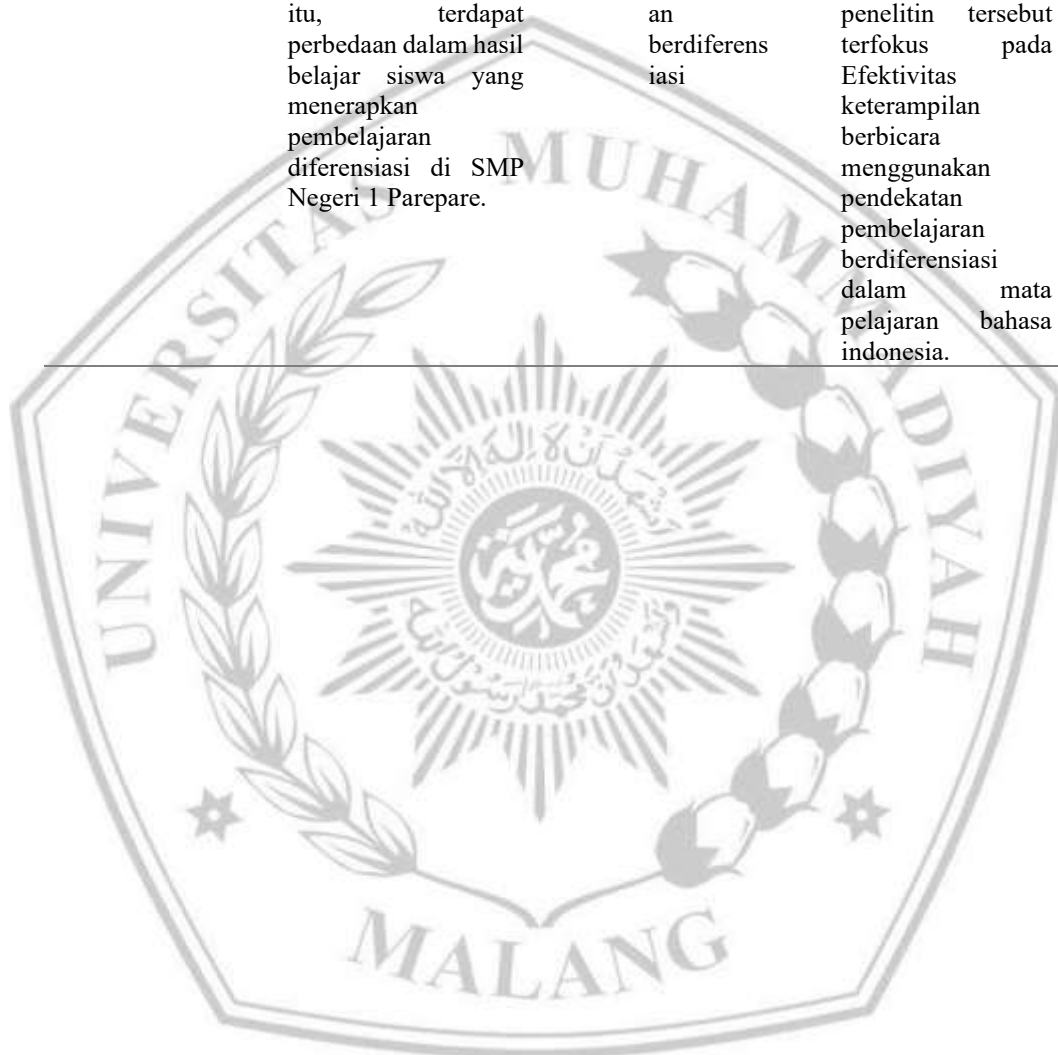 itu, terdapat
perbedaan dalam hasil
belajar siswa yang
menerapkan
pembelajaran
diferensiasi di SMP
Negeri 1 Parepare.
an
berdiferens
iasi
penelitin tersebut
terfokus pada
Efektivitas
keterampilan
berbicara
menggunakan
pendekatan
pembelajaran
berdiferensiasi
dalam mata
pelajaran bahasa
indonesia.
UNIVERSITAS MUHAMMADIYAH
MALANG